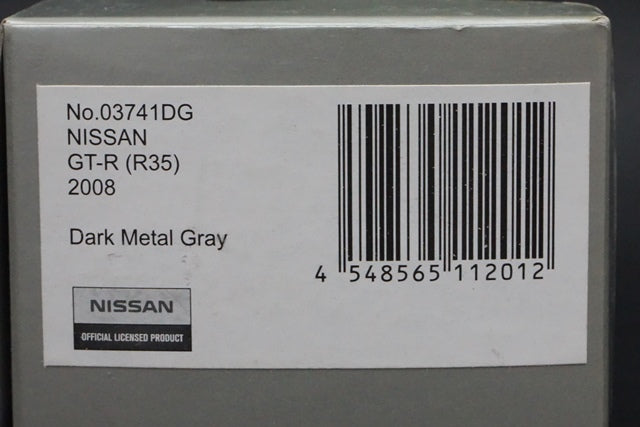 No.03741DG
NISSAN
GT-R (R35)
2008
Dark Metal Gray
4 548565 112012
NISSAN
OFFICIAL LICENSED PRODUCT